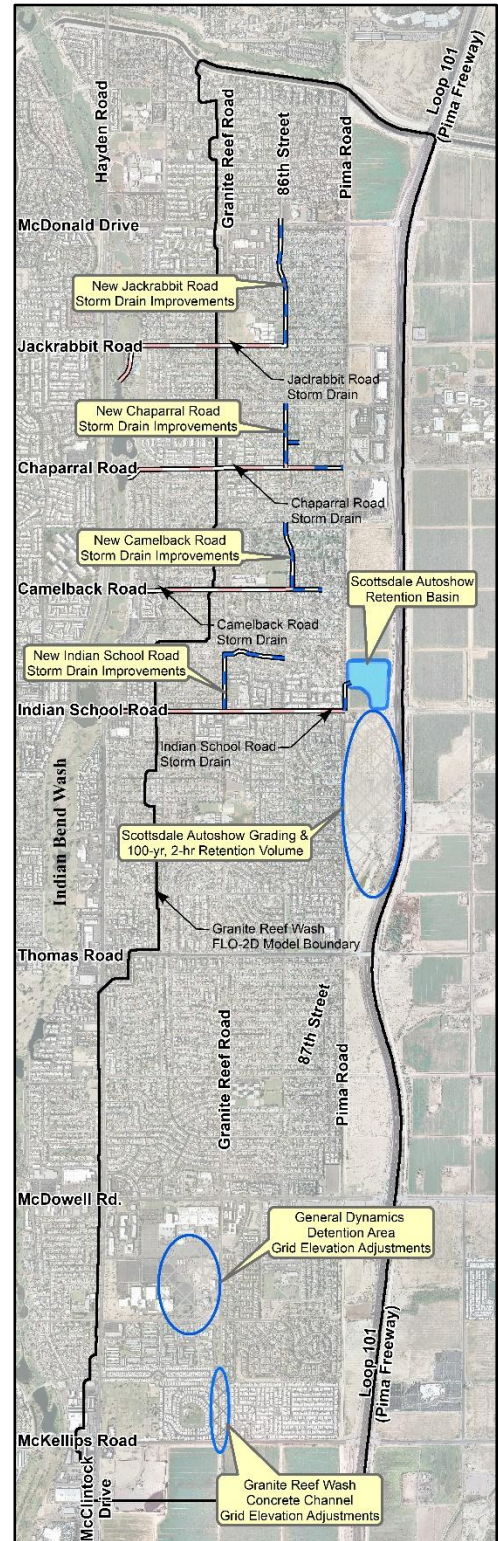 Loop 101
(Pima Freeway)
Hayden Road
Granite Reef Road
86th Street
Pima Road
McDonald Drive
New Jackrabbit Road
Storm Drain Improvements
Jackrabbit Road
Jaclrabbit Road
Storm Drain
New Chaparral Road
Storm Drain Improvements
Chaparral Road
Chaparral Road
Storm Drain
New Camelback Road
Storm Drain Improvements
Camelback Road
Scottsdale Autoshow
Retention Basin
Camelback Road
Storm Drain
New Indian School Road
Storm Drain Improvements
Indian School Road
Indian School Road
Storm Drain
Indian Bend Wash
Scottsdale Autoshow Grading &
100-yr, 2-hr Retention Volume
Granite Reef Wash
FLO-2D Model Boundary
Thomas Road
Granite Reef Road
87th Street
Pima Road
McDowell Rd.
General Dynamics
Detention Area
Grid Elevation Adjustments
Loop 101
(Pima Freeway)
McKellips Road
McClintock
Drive
Granite Reef Wash
Concrete Channel
Grid Elevation Adjustments